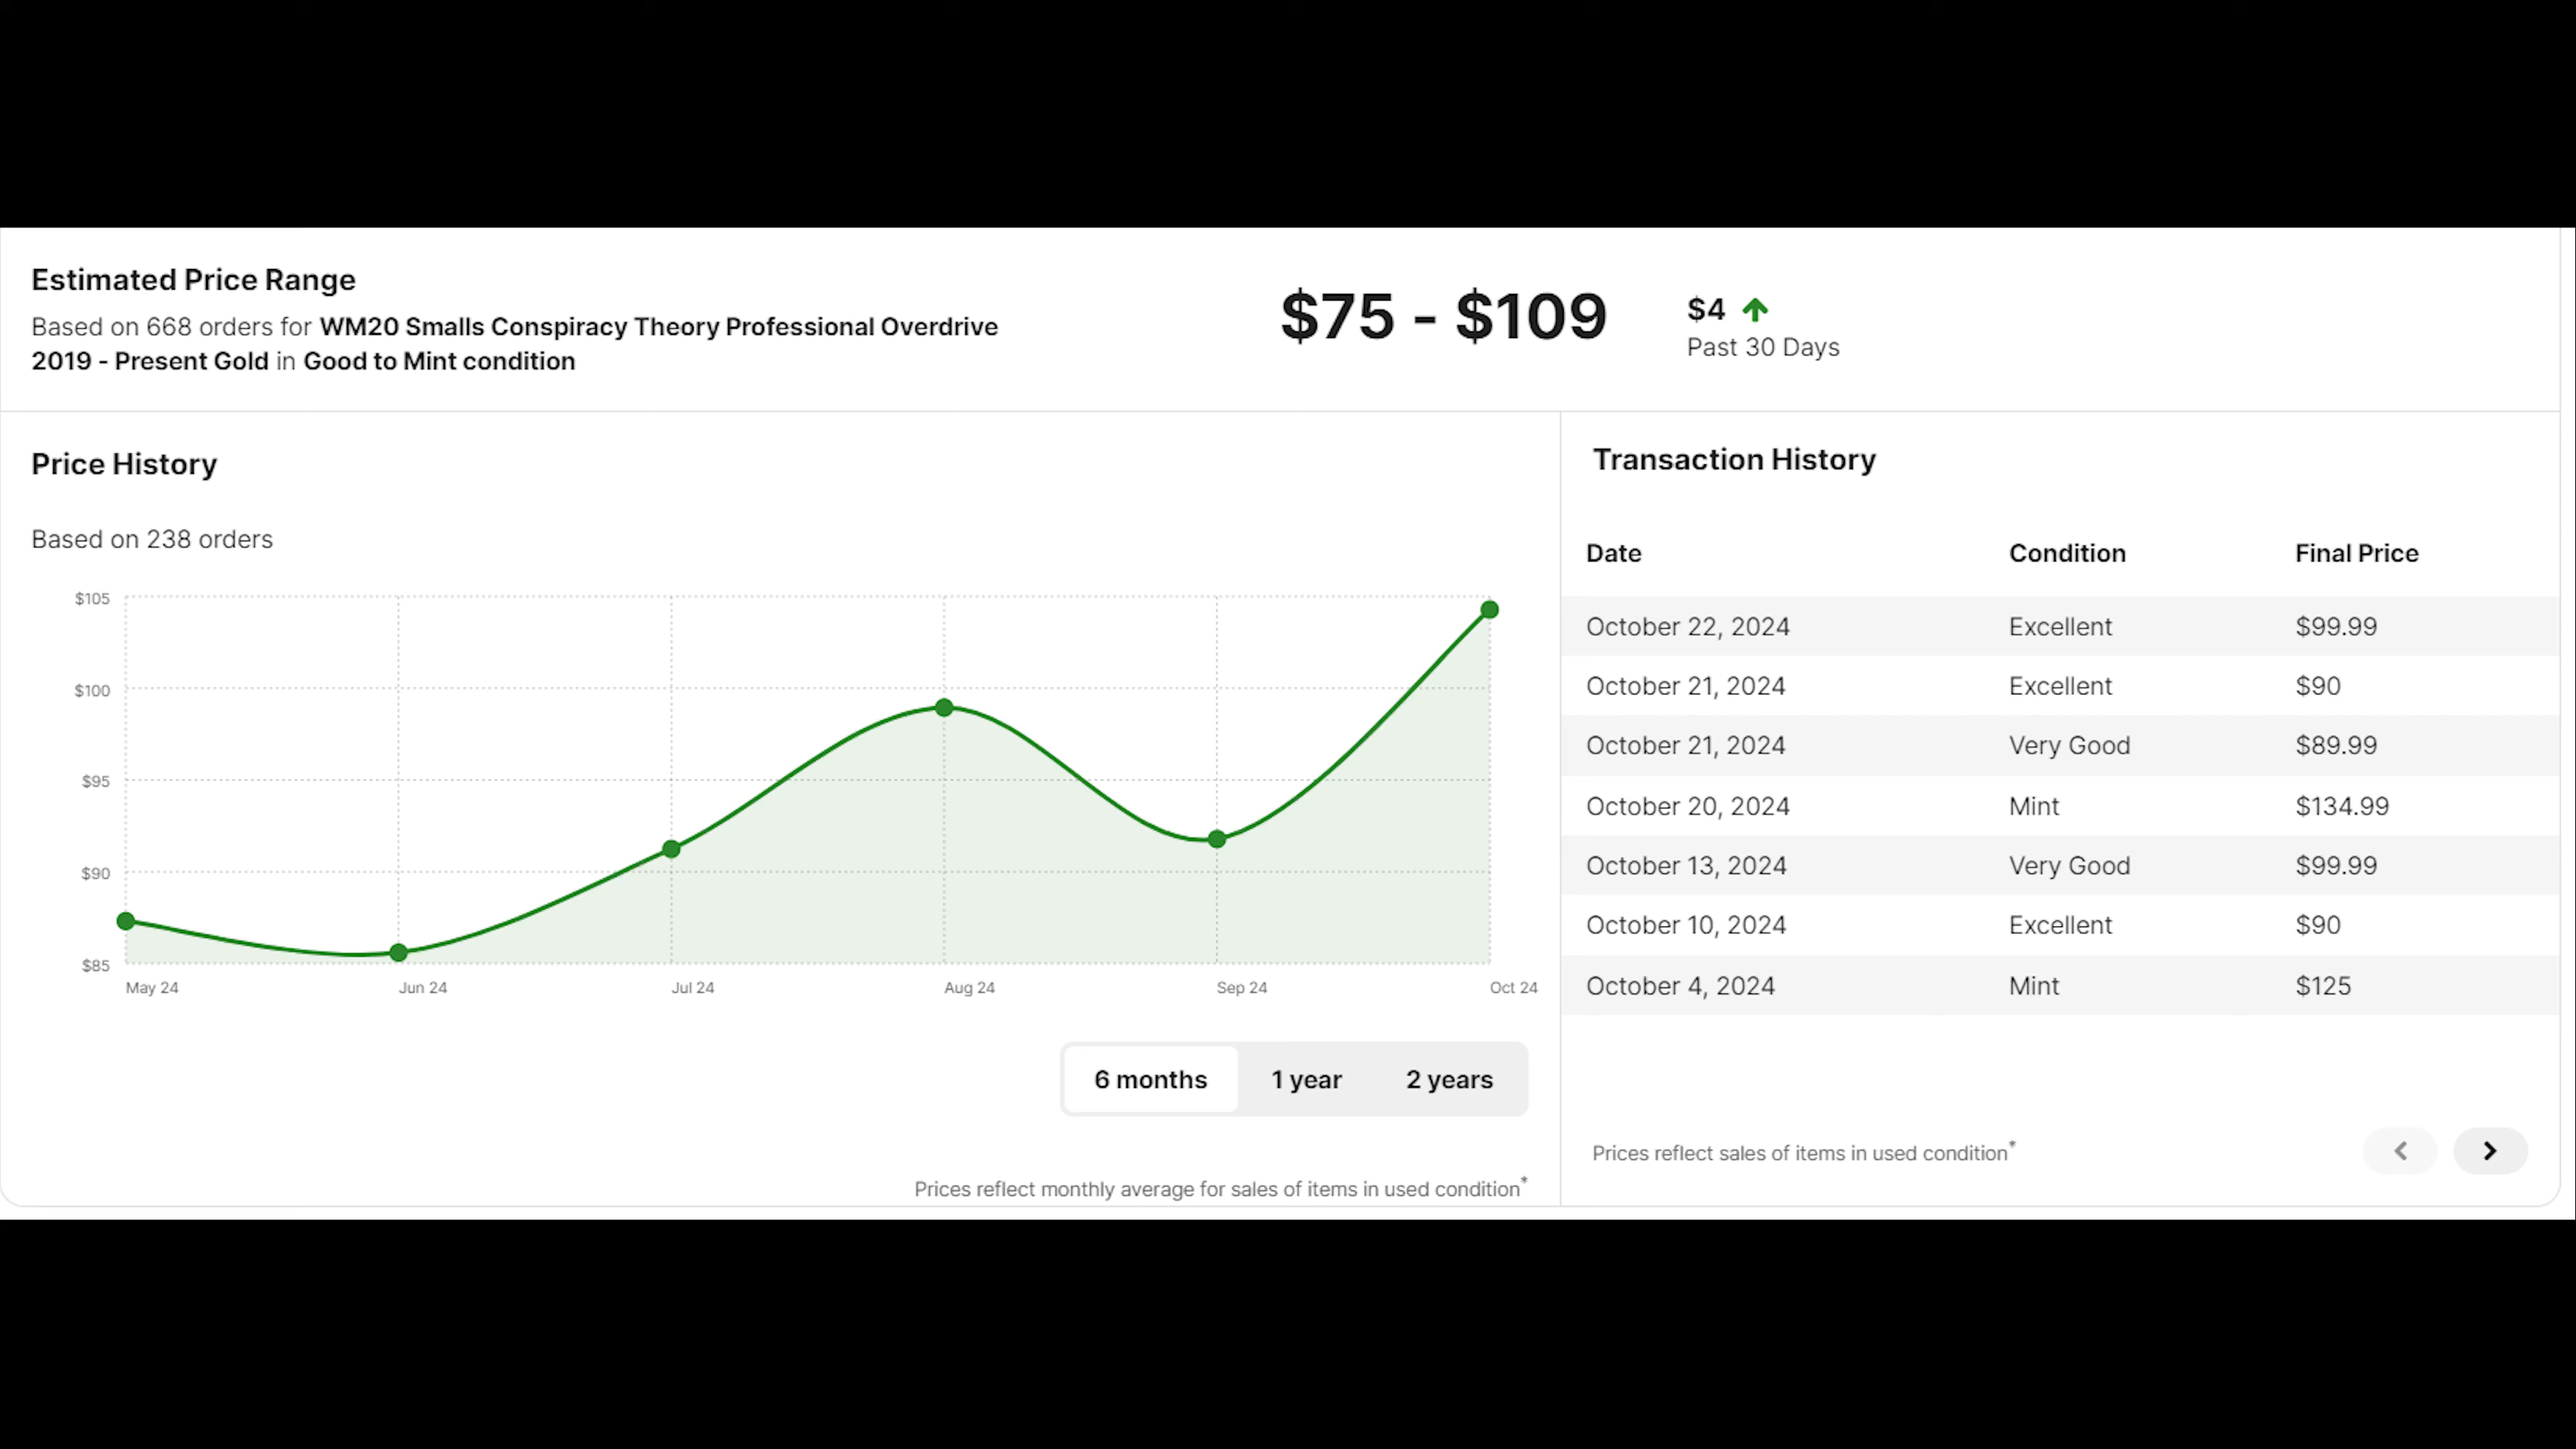 Estimated Price Range
Based on 668 orders for WM20 Smalls Conspiracy Theory Professional Overdrive
2019 - Present Gold in Good to Mint condition
$75 - $109
$4
Past 30 Days
Price History
Based on 238 orders
$105
$100
$95
$90
$85
May 24
Jun 24
Jul 24
Aug 24
Sep 24
Oct 24
6 months
1 year
2 years
Prices reflect monthly average for sales of items in used condition*
Transaction History
Date Condition Final Price
October 22, 2024 Excellent $99.99
October 21, 2024 Excellent $90
October 21, 2024 Very Good $89.99
October 20, 2024 Mint $134.99
October 13, 2024 Very Good $99.99
October 10, 2024 Excellent $90
October 4, 2024 Mint $125
Prices reflect sales of items in used condition*